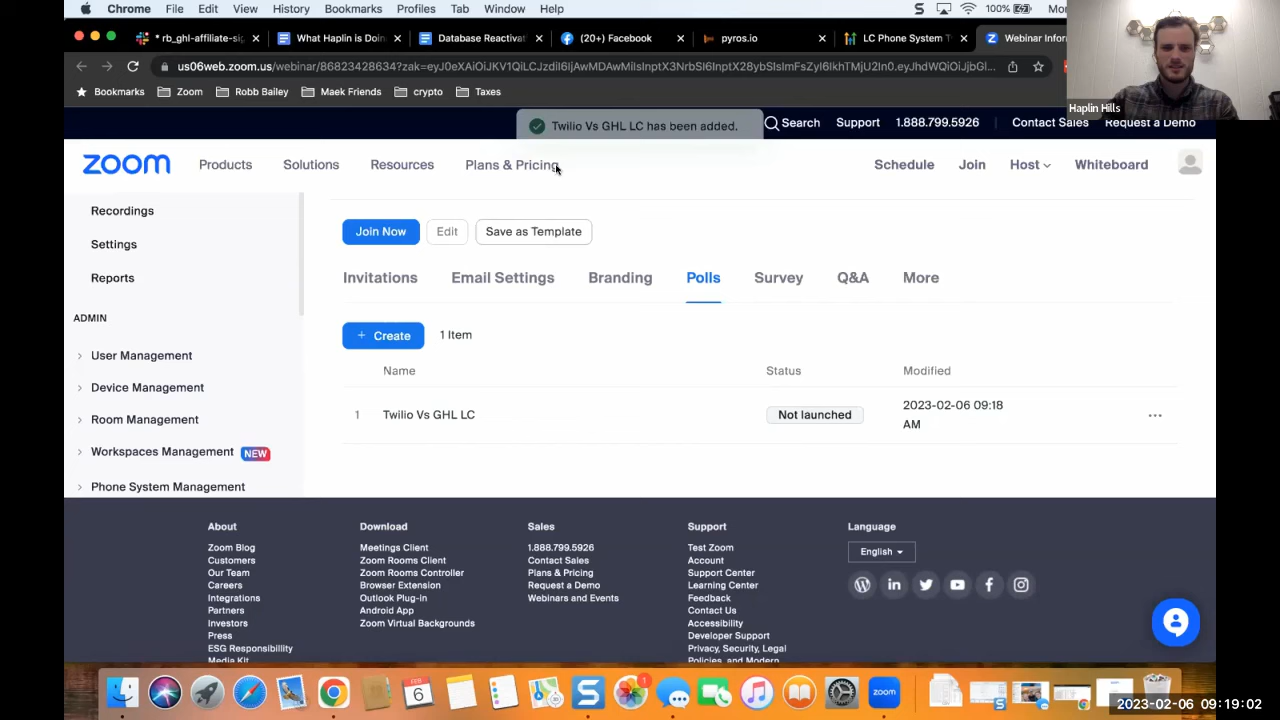 Chrome File Edit View History Bookmarks Profiles Tab Window Help 100% Mo
* rb_ghl-affiliate-sig What Haplin is Doin Database Reactivat (20+) Facebook pyros.io LC Phone System T Webinar Infor
us06web.zoom.us/webinar/86823428634?zak=
Bookmarks Zoom Robb Bailey Maek Friends crypto Taxes
Haplin Hills
Twilio Vs GHL LC has been added. Search Support 1.888.799.5926 Contact Sales Request a Demo
zoom Products Solutions Resources Plans & Pricing Schedule Join Host Whiteboard
Recordings
Settings
Reports
ADMIN
User Management
Device Management
Room Management
Workspaces Management NEW
Phone System Management
Join Now Edit Save as Template
Invitations Email Settings Branding Polls Survey Q&A More
+ Create 1 Item
Name Status Modified
1 Twilio Vs GHL LC Not launched 2023-02-06 09:18
AM
About
Zoom Blog
Customers
Our Team
Careers
Integrations
Partners
Investors
Press
ESG Responsibility
Media Kit
Download
Meetings Client
Zoom Rooms Client
Zoom Rooms Controller
Browser Extension
Outlook Plug-in
Android App
Zoom Virtual Backgrounds
Sales
1.888.799.5926
Contact Sales
Plans & Pricing
Request a Demo
Webinars and Events
Support
Test Zoom
Account
Support Center
Learning Center
Feedback
Contact Us
Accessibility
Developer Support
Privacy, Security, Legal
Policies, and Modern
Language
English
FEB
6
zoom
2023-02-06 09:19:02